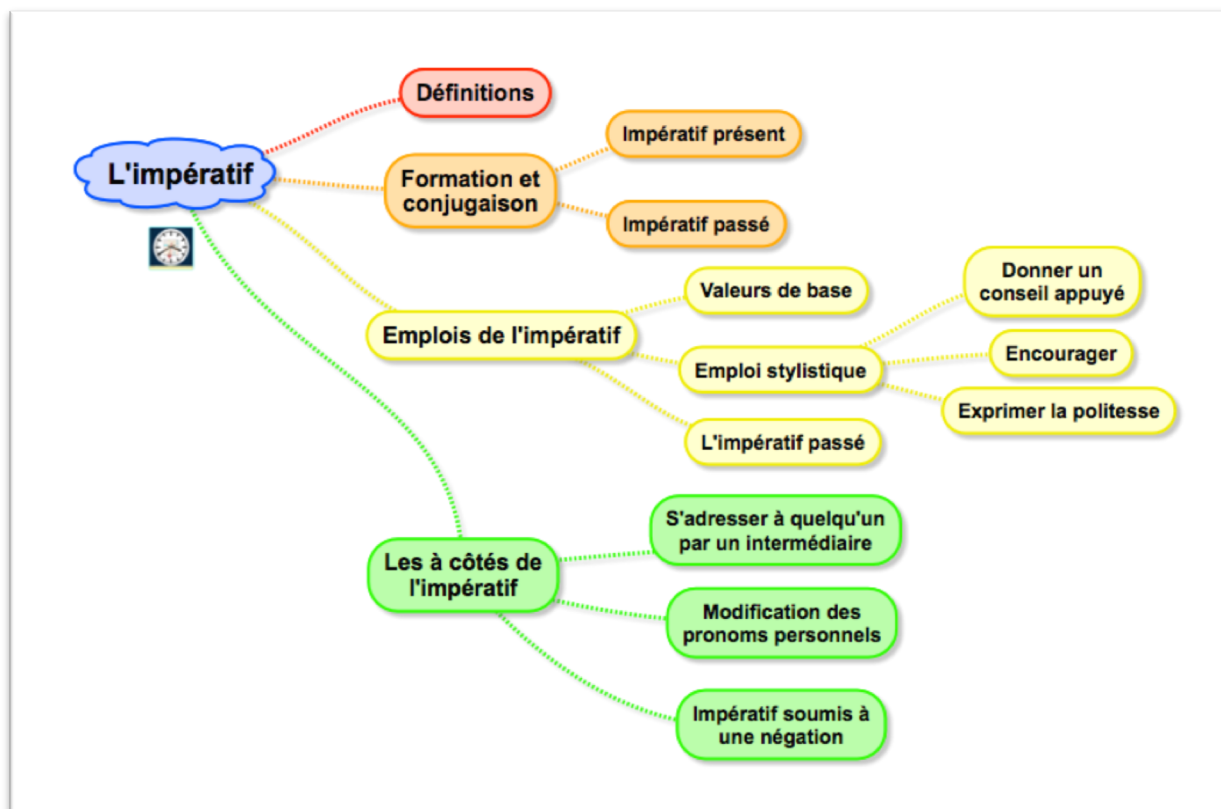 L'impératif
Définitions
Formation et
conjugaison
Impératif présent
Impératif passé
Emplois de l'impératif
Valeurs de base
Emploi stylistique
Donner un
conseil appuyé
Encourager
Exprimer la politesse
L'impératif passé
Les à côtés de
l'impératif
S'adresser à quelqu'un
par un intermédiaire
Modification des
pronoms personnels
Impératif soumis à
une négation